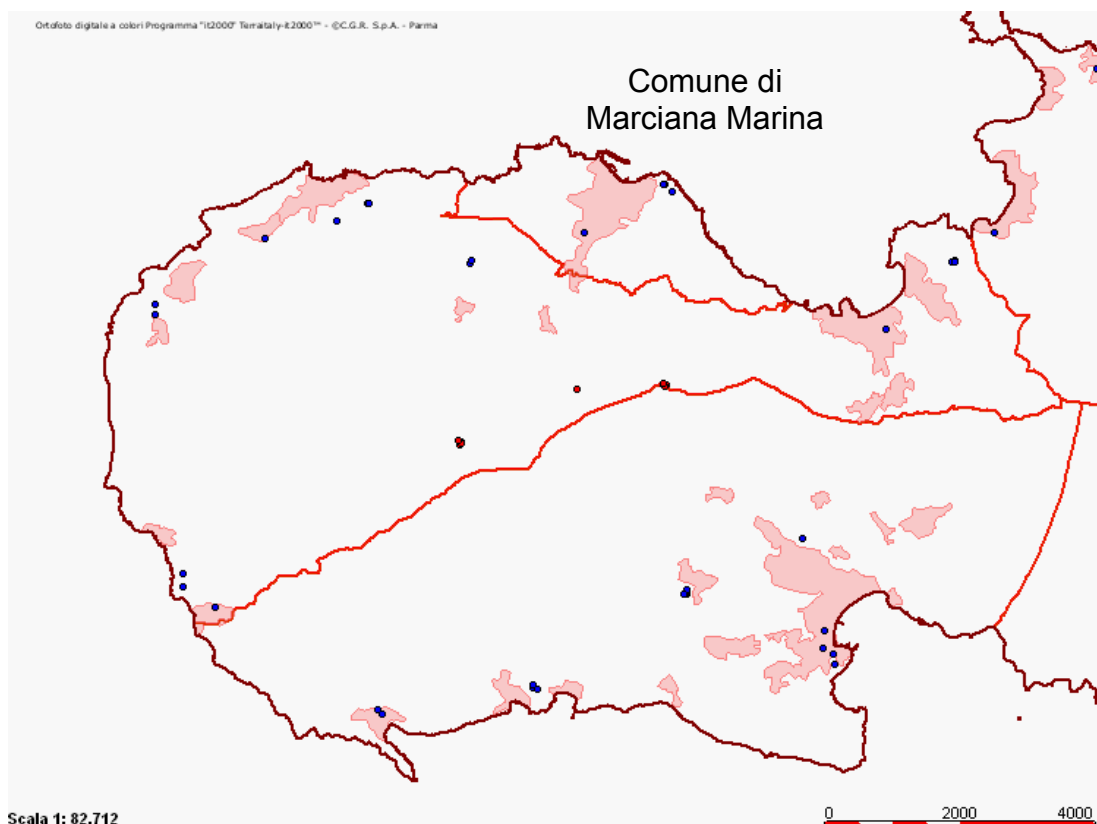 Ortofoto digitale a colori Programma "it2000" Terraitaly-it2000™ - ©C.G.R. S.p.A. - Parma
Comune di
Marciana Marina
Scala 1: 82.712
0 2000 4000